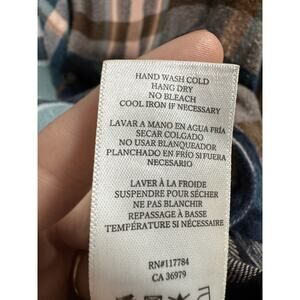 HAND WASH COLD
HANG DRY
NO BLEACH
COOL IRON IF NECESSARY
LAVAR A MANO EN AGUA FRÍA
SECAR COLGADO
NO USAR BLANQUEADOR
PLANCHADO EN FRÍO SI FUERA
NECESARIO
LAVER À LA FROIDE
SUSPENDRE POUR SÉCHER
NE PAS BLANCHIR
REPASSAGE À BASSE
TEMPÉRATURE SI NÉCESSAIRE
RN#117784
CA 36979